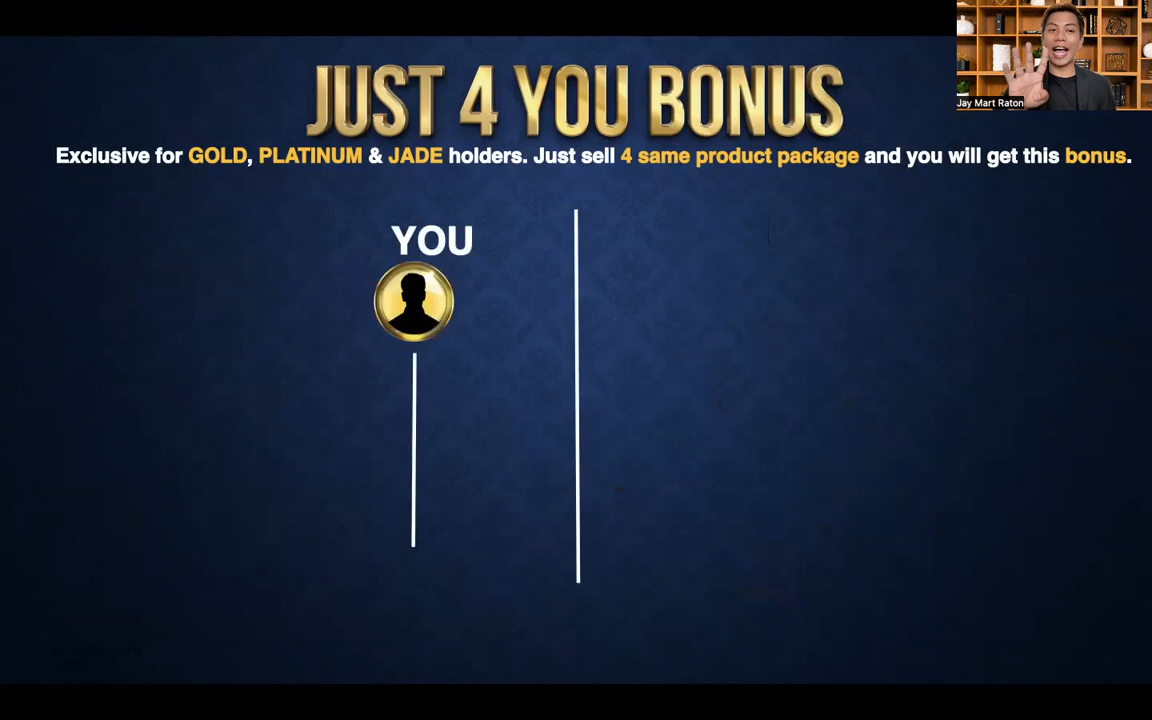 Jay Mart Raton
JUST 4 YOU BONUS
Exclusive for GOLD, PLATINUM & JADE holders. Just sell 4 same product package and you will get this bonus.
YOU